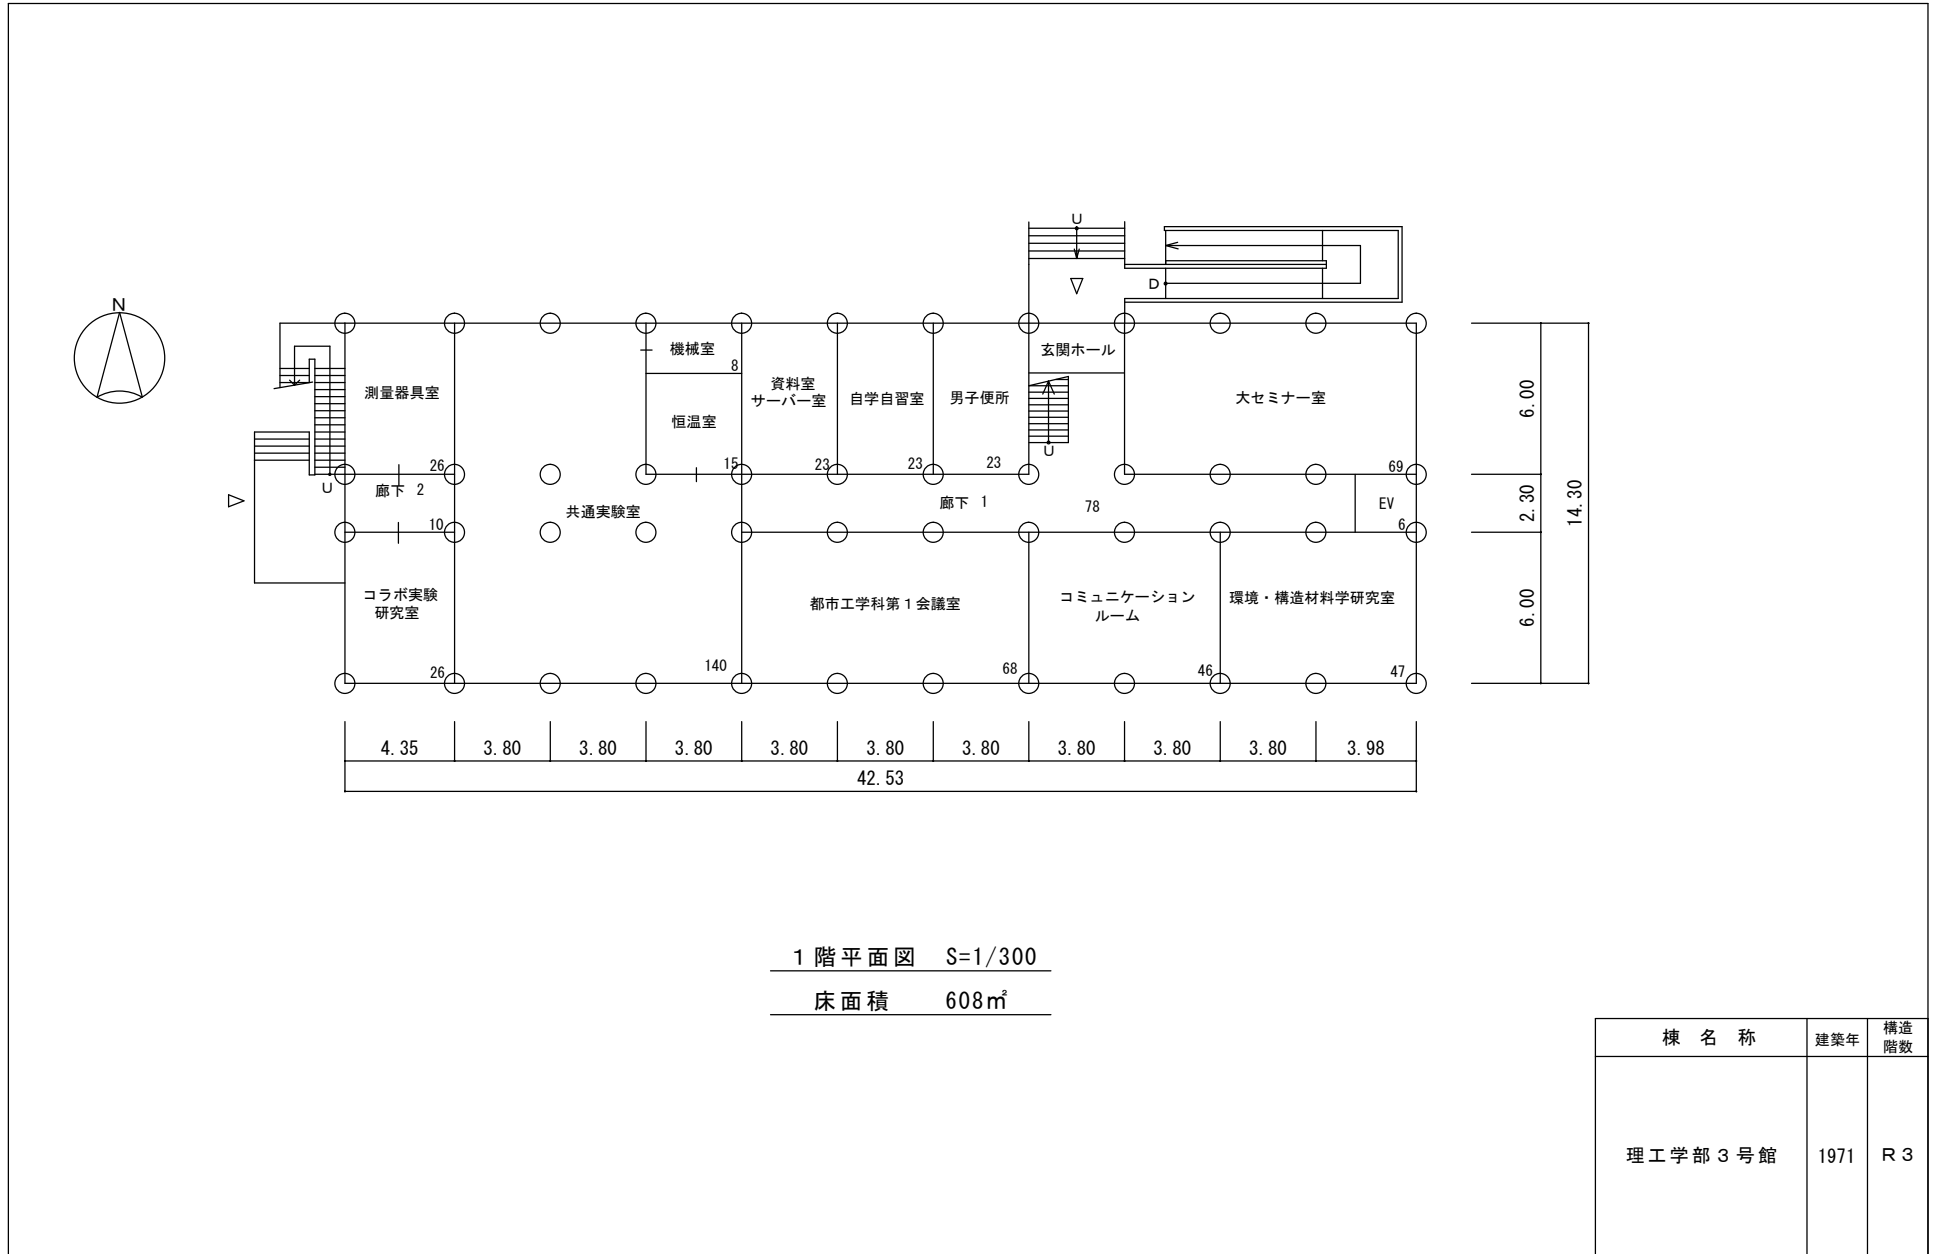 N
U
D
機械室
8
玄関ホール
測量器具室
資料室
サーバー室
自学自習室
男子便所
大セミナー室
恒温室
U
26
15
23
23
23
69
U
廊下 2
共通実験室
廊下 1
78
EV
10
6
コラボ実験
研究室
都市工学科第1会議室
コミュニケーション
ルーム
環境・構造材料学研究室
26
140
68
46
47
6.00
2.30
6.00
14.30
4.35 3.80 3.80 3.80 3.80 3.80 3.80 3.80 3.80 3.80 3.98
42.53
1階平面図 S=1/300
床面積 608㎡
棟名称 建築年 構造
階数
理工学部3号館 1971 R3